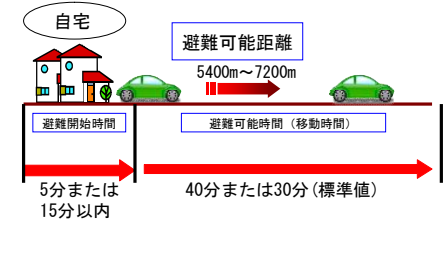 自宅
避難可能距離
5400m～7200m
避難開始時間
避難可能時間（移動時間）
5分または
15分以内
40分または30分(標準値)